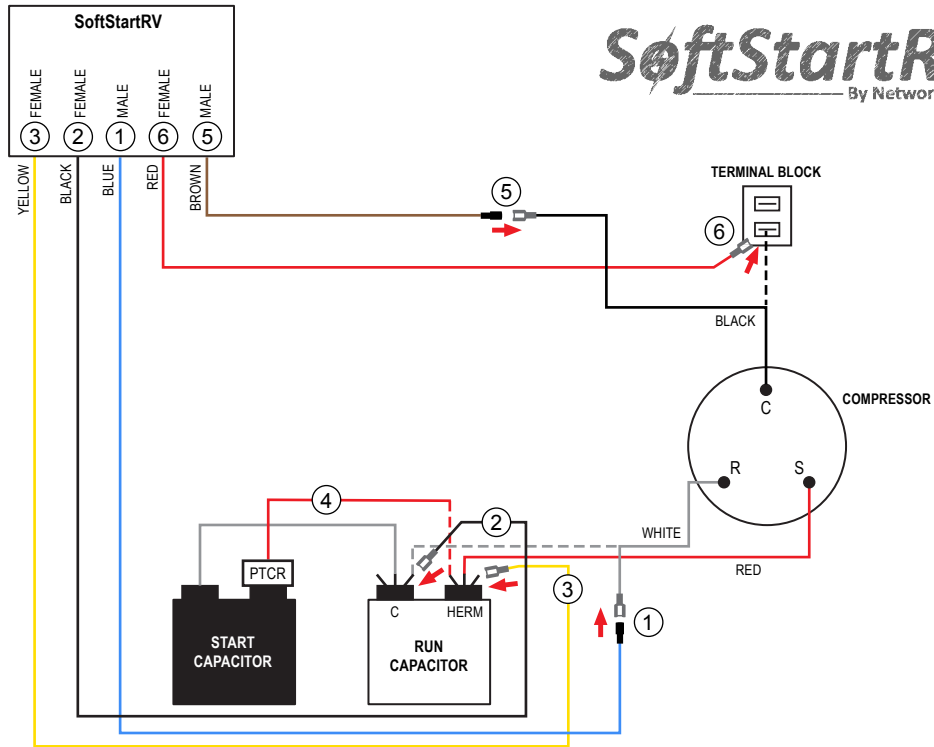 SoftStartRV
SoftStartR
By Networ
FEMALE
FEMALE
MALE
FEMALE
MALE
3
2
1
6
5
YELLOW
BLACK
BLUE
RED
BROWN
5
TERMINAL BLOCK
6
BLACK
COMPRESSOR
C
R
S
4
2
WHITE
RED
PTCR
3
C
HERM
1
START
CAPACITOR
RUN
CAPACITOR